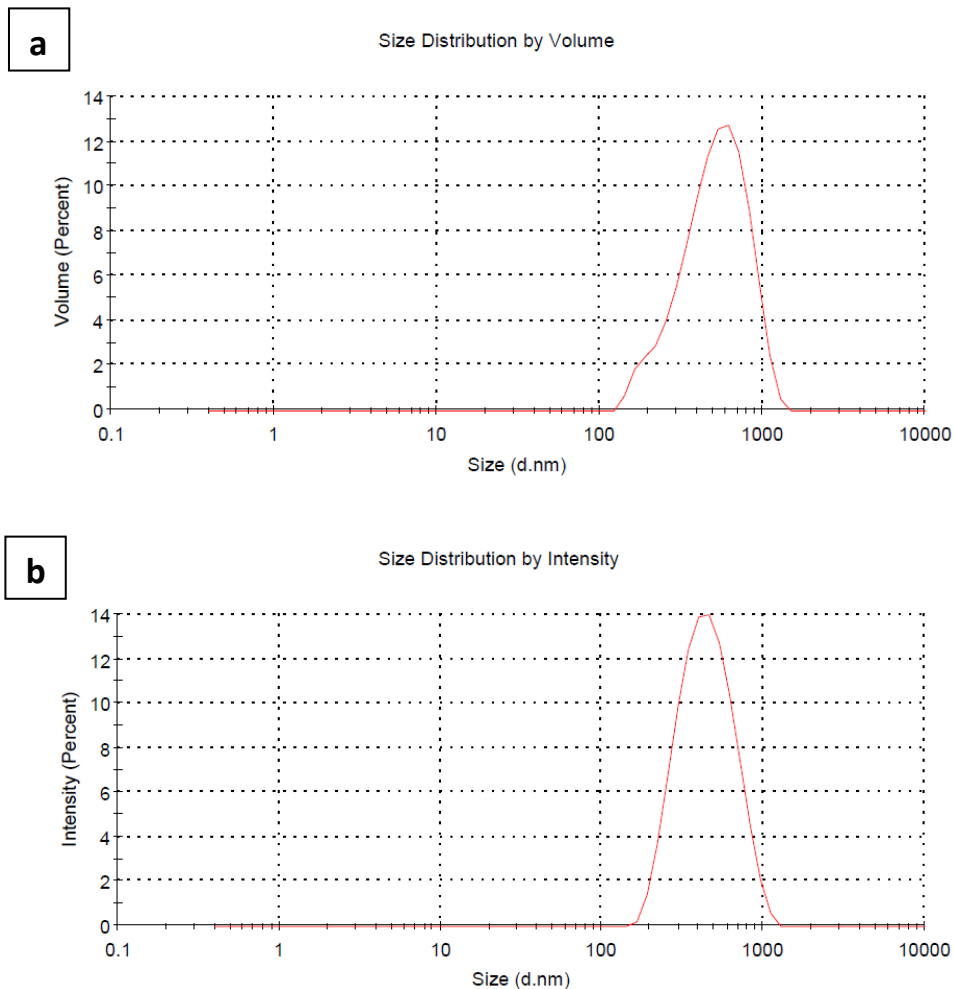 a
Size Distribution by Volume
14
12
10
8
6
4
2
0
Volume (Percent)
0.1 1 10 100 1000 10000
Size (d.nm)
b
Size Distribution by Intensity
14
12
10
8
6
4
2
0
Intensity (Percent)
0.1 1 10 100 1000 10000
Size (d.nm)